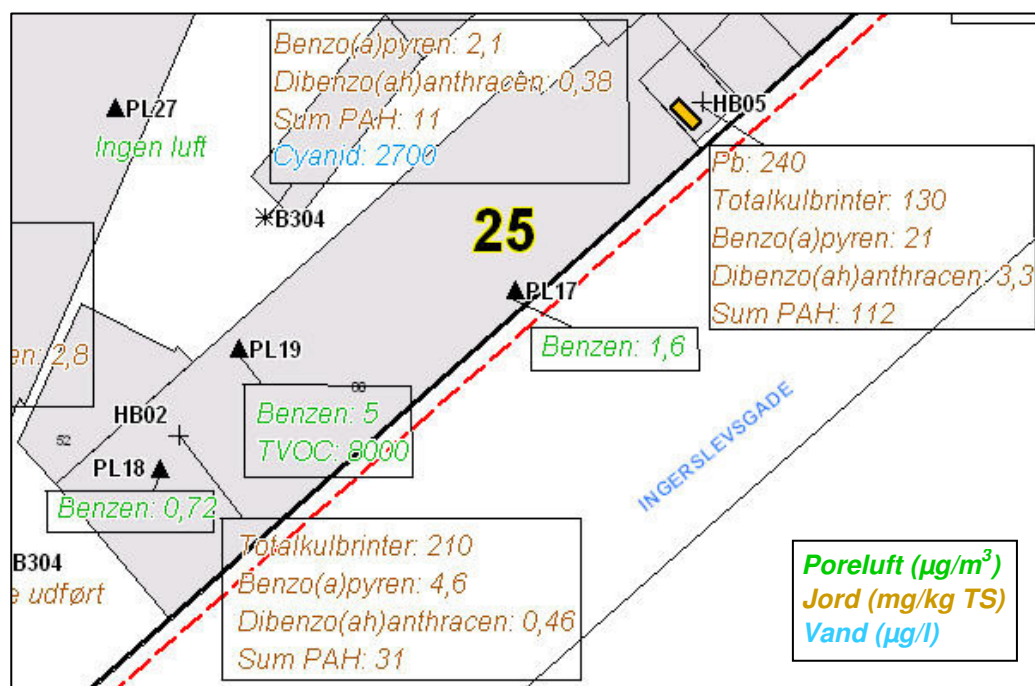 Benzo(a)pyren: 2,1
Dibenzo(ah)anthracen: 0,38
Sum PAH: 11
Cyanid: 2700
PL27
Ingen luft
HB05
Pb: 240
Totalkulbrinter: 130
Benzo(a)pyren: 21
Dibenzo(ah)anthracen: 3,3
Sum PAH: 112
B304
25
PL17
Benzen: 1,6
en: 2,8
PL19
Benzen: 5
TVOC: 8000
HB02
52
PL18
Benzen: 0,72
INGERSLEVSGADE
Totalkulbrinter: 210
Benzo(a)pyren: 4,6
Dibenzo(ah)anthracen: 0,46
Sum PAH: 31
B304
e udført
Poreluft (µg/m³)
Jord (mg/kg TS)
Vand (µg/l)